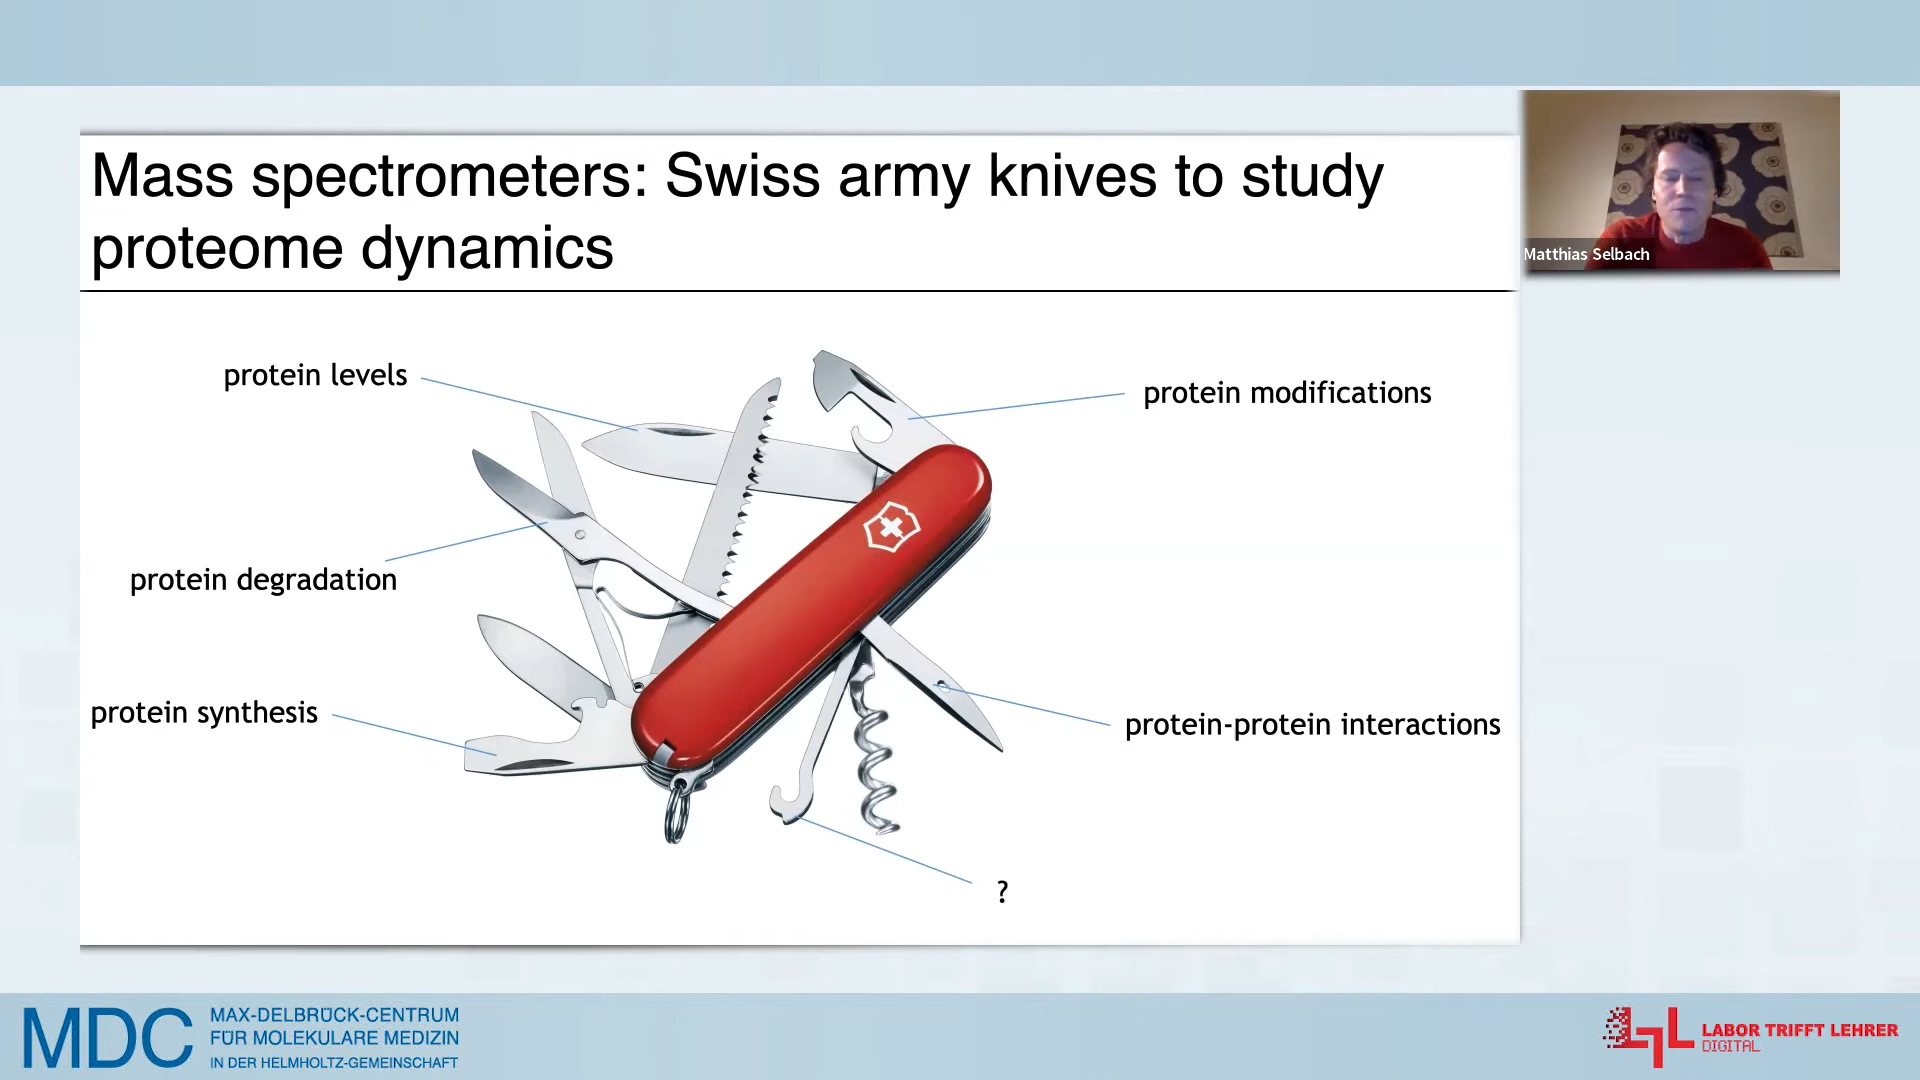 Mass spectrometers: Swiss army knives to study
proteome dynamics
Matthias Selbach
protein levels
protein modifications
protein degradation
protein synthesis
protein-protein interactions
?
MDC
MAX-DELBRÜCK-CENTRUM
FÜR MOLEKULARE MEDIZIN
IN DER HELMHOLTZ-GEMEINSCHAFT
LTL
LABOR TRIFFT LEHRER
DIGITAL